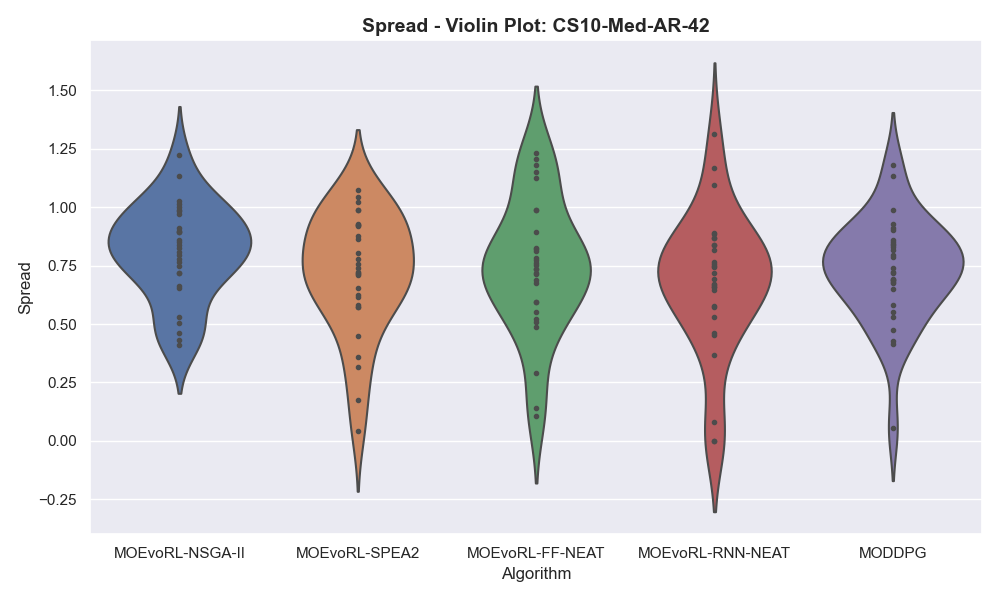 Spread - Violin Plot: CS10-Med-AR-42
1.50
1.25
1.00
0.75
0.50
0.25
0.00
−0.25
Spread
MOEvoRL-NSGA-II MOEvoRL-SPEA2 MOEvoRL-FF-NEAT MOEvoRL-RNN-NEAT MODDPG
Algorithm